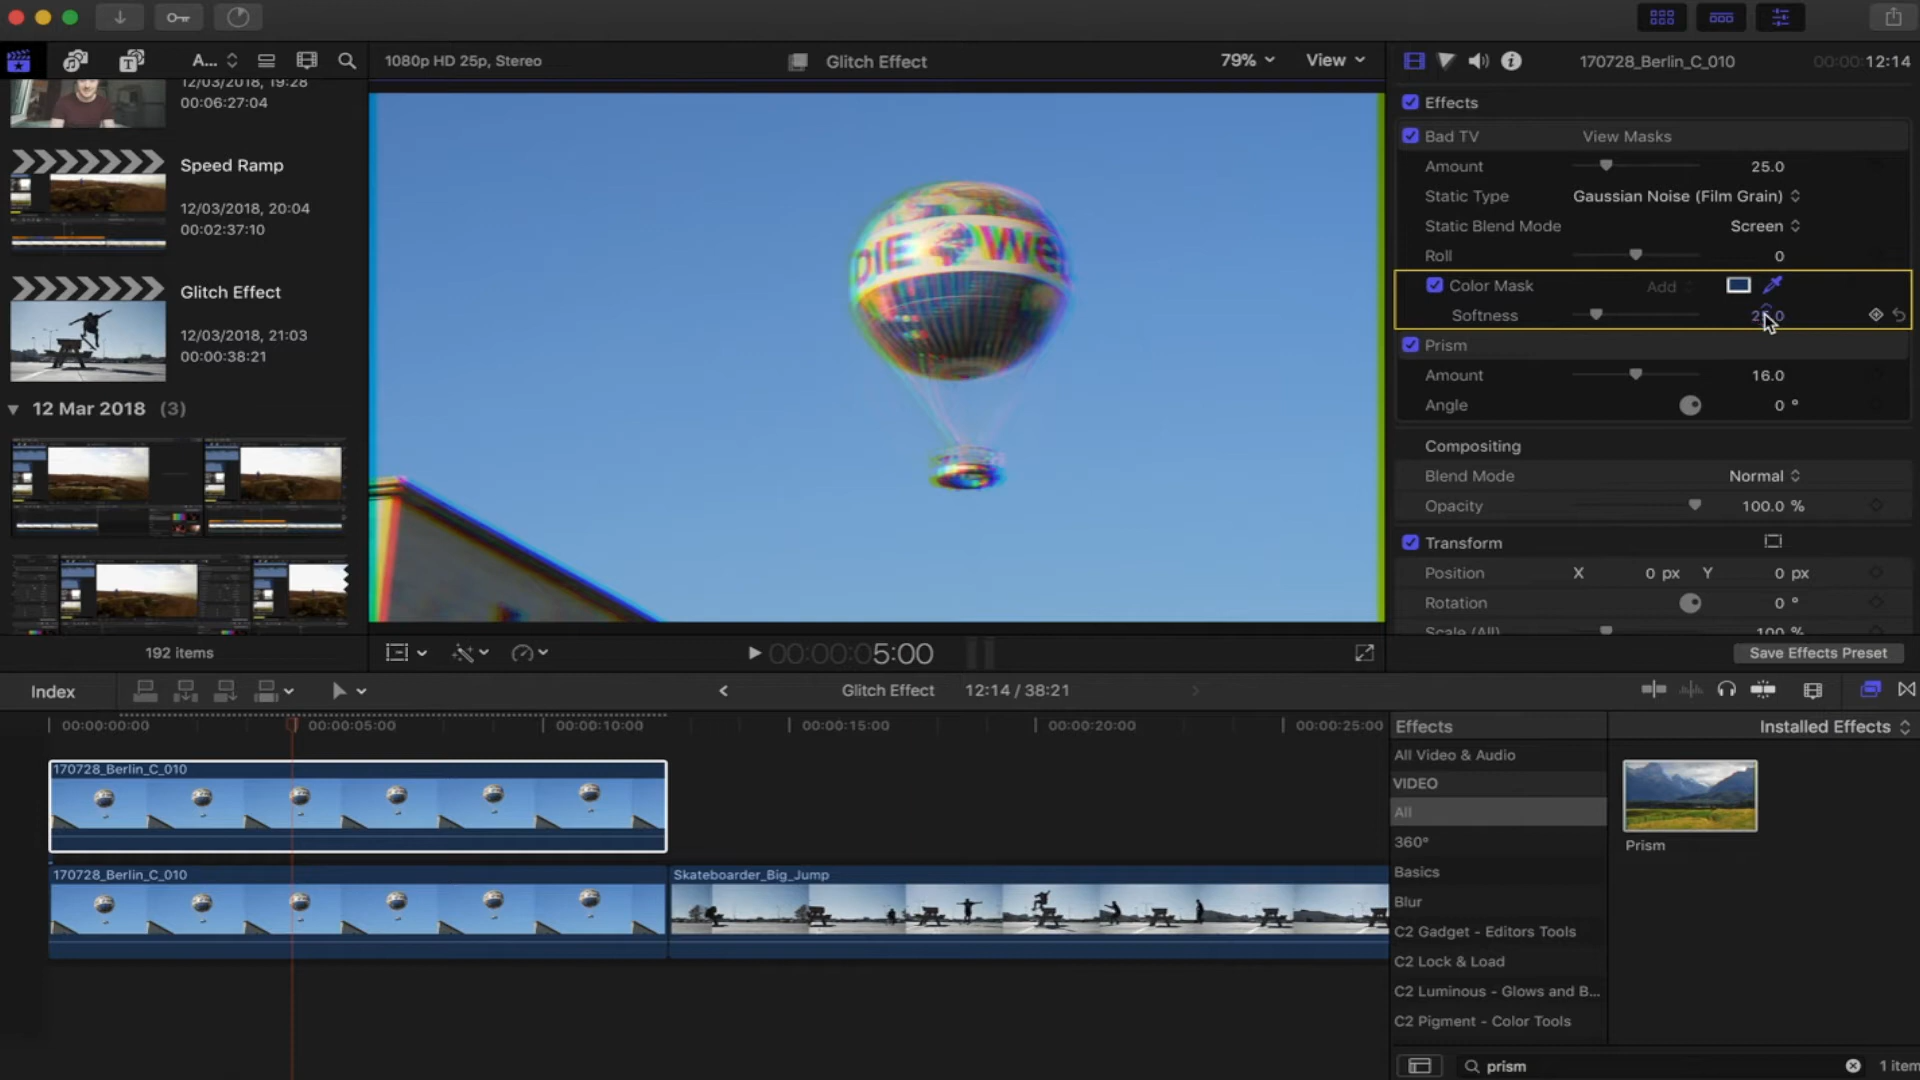 A...
1080p HD 25p, Stereo
Glitch Effect
79%
View
170728_Berlin_C_010
00:00:12:14
12/03/2018, 19:28
00:06:27:04
Speed Ramp
12/03/2018, 20:04
00:02:37:10
Glitch Effect
12/03/2018, 21:03
00:00:38:21
12 Mar 2018 (3)
192 items
DIE WEL
Effects
Bad TV
View Masks
Amount
25.0
Static Type
Gaussian Noise (Film Grain)
Static Blend Mode
Screen
Roll
0
Color Mask
Add
Softness
Prism
Amount
16.0
Angle
0 °
Compositing
Blend Mode
Normal
Opacity
100.0 %
Transform
Position
X 0 px Y 0 px
Rotation
0 °
Scale (All)
100 %
Save Effects Preset
00:00:05:00
Index
Glitch Effect
12:14 / 38:21
00:00:00:00
00:00:05:00
00:00:10:00
00:00:15:00
00:00:20:00
00:00:25:00
170728_Berlin_C_010
170728_Berlin_C_010
Skateboarder_Big_Jump
Effects
Installed Effects
All Video & Audio
VIDEO
All
360°
Basics
Blur
C2 Gadget - Editors Tools
C2 Lock & Load
C2 Luminous - Glows and B...
C2 Pigment - Color Tools
Prism
prism
1 item